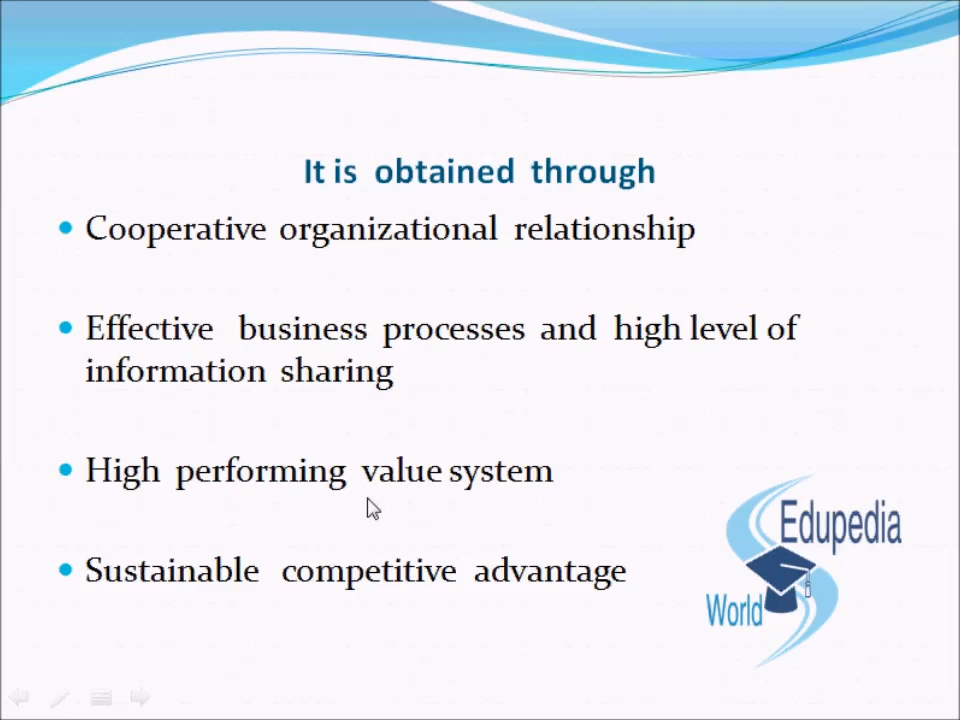 It is obtained through
Cooperative organizational relationship
Effective business processes and high level of
information sharing
High performing value system
Sustainable competitive advantage
Edupedia
World